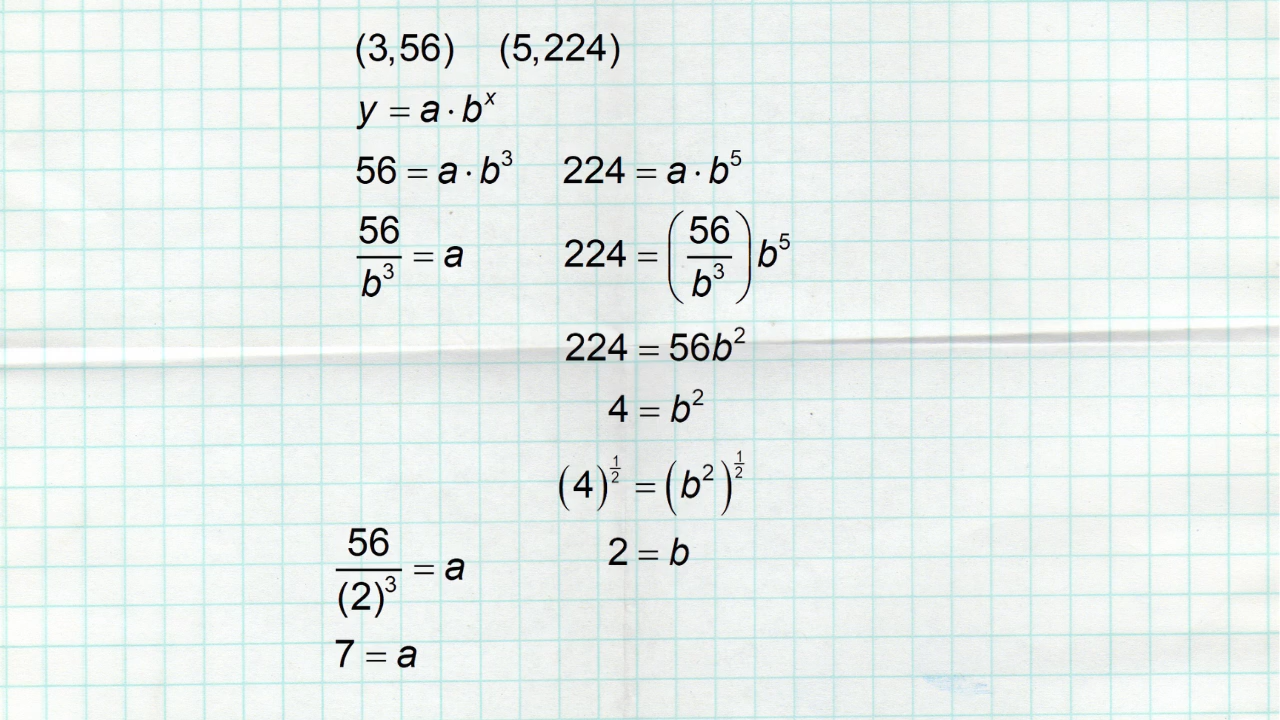 (3,56) (5,224)
y = a · b^x
56 = a · b^3 224 = a · b^5
56/b^3 = a 224 = (56/b^3) b^5
224 = 56b^2
4 = b^2
(4)^(1/2) = (b^2)^(1/2)
2 = b
56/(2)^3 = a
7 = a